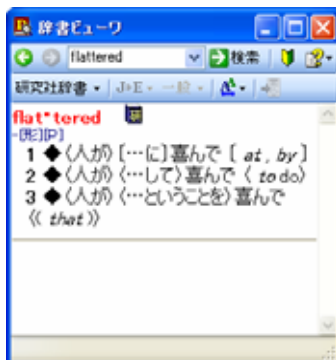 辞書ビューワ
flattered 検索
研究社辞書 J>E 一般
flat*tered
-[形][P]
1 ◆〈人が〉[…に]喜んで [ at , by ]
2 ◆〈人が〉〈…して〉喜んで〈 to do〉
3 ◆〈人が〉〈…ということを〉喜んで
《 that 》